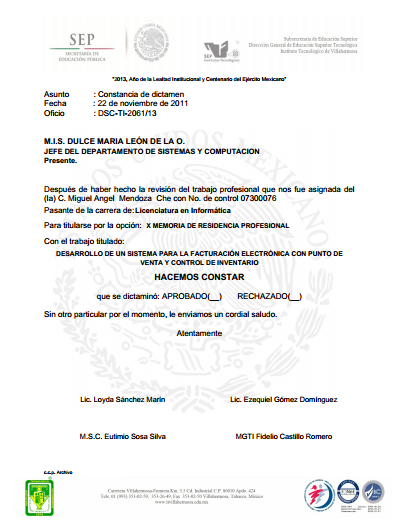 SEP
SECRETARÍA DE
EDUCACIÓN PÚBLICA
Subsecretaría de Educación Superior
Dirección General de Educación Superior Tecnológica
Instituto Tecnológico de Villahermosa
"2013, Año de la Lealtad Institucional y Centenario del Ejército Mexicano"
Asunto : Constancia de dictamen
Fecha : 22 de noviembre de 2011
Oficio : DSC-TI-2061/13
M.I.S. DULCE MARIA LEÓN DE LA O.
JEFE DEL DEPARTAMENTO DE SISTEMAS Y COMPUTACION
Presente.
Después de haber hecho la revisión del trabajo profesional que nos fue asignada del
(la) C. Miguel Angel Mendoza Che con No. de control 07300076
Pasante de la carrera de: Licenciatura en Informática
Para titularse por la opción: X MEMORIA DE RESIDENCIA PROFESIONAL
Con el trabajo titulado:
DESARROLLO DE UN SISTEMA PARA LA FACTURACIÓN ELECTRÓNICA CON PUNTO DE
VENTA Y CONTROL DE INVENTARIO
HACEMOS CONSTAR
que se dictaminó: APROBADO(__) RECHAZADO(__)
Sin otro particular por el momento, le enviamos un cordial saludo.
Atentamente
Lic. Loyda Sánchez Marín Lic. Ezequiel Gómez Domínguez
M.S.C. Eutimio Sosa Silva MGTI Fidelio Castillo Romero
c.c.p. Archivo
Carretera Villahermosa-Frontera Km. 3.5 Cd. Industrial C.P. 86010 Apdo. 424
Tels. 01 (993) 353-02-59, 353-26-49, Fax: 353-02-50 Villahermosa, Tabasco, México
www.itvillahermosa.edu.mx